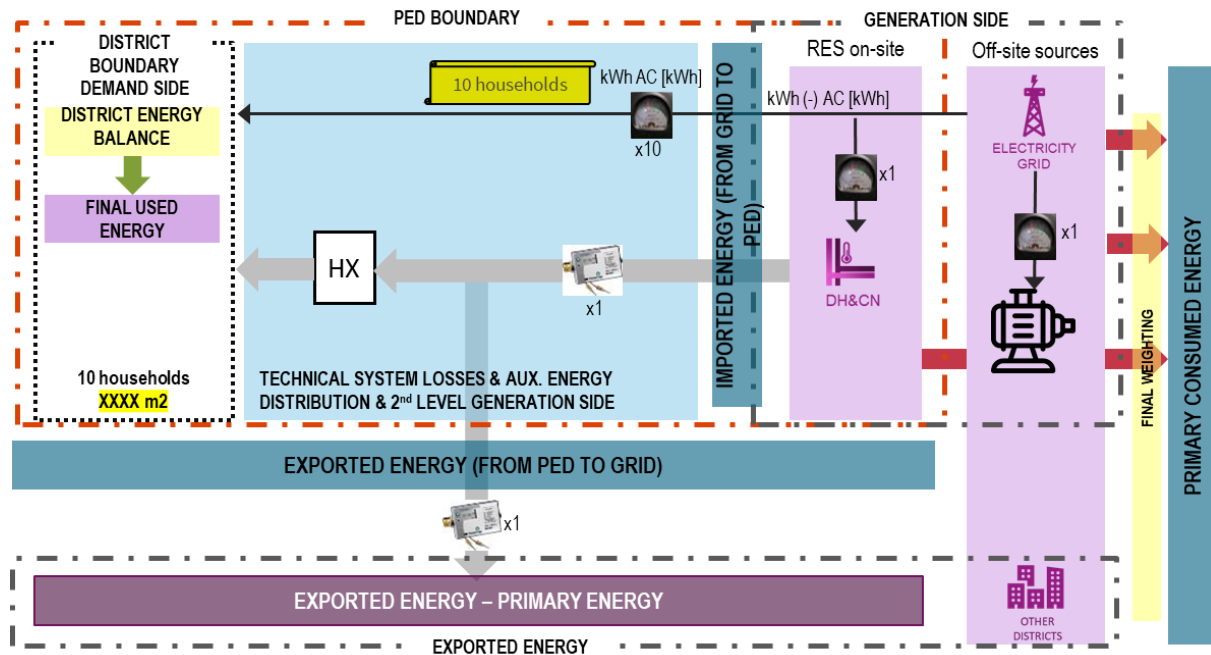 PED BOUNDARY
GENERATION SIDE
DISTRICT
BOUNDARY
DEMAND SIDE
DISTRICT ENERGY
BALANCE
FINAL USED
ENERGY
10 households
XXXX m2
10 households
kWh AC [kWh]
x10
HX
x1
TECHNICAL SYSTEM LOSSES & AUX. ENERGY
DISTRIBUTION & 2nd LEVEL GENERATION SIDE
IMPORTED ENERGY (FROM GRID TO
PED)
RES on-site
kWh (-) AC [kWh]
x1
DH&CN
Off-site sources
ELECTRICITY
GRID
x1
FINAL WEIGHTING
PRIMARY CONSUMED ENERGY
EXPORTED ENERGY (FROM PED TO GRID)
x1
EXPORTED ENERGY – PRIMARY ENERGY
OTHER
DISTRICTS
EXPORTED ENERGY